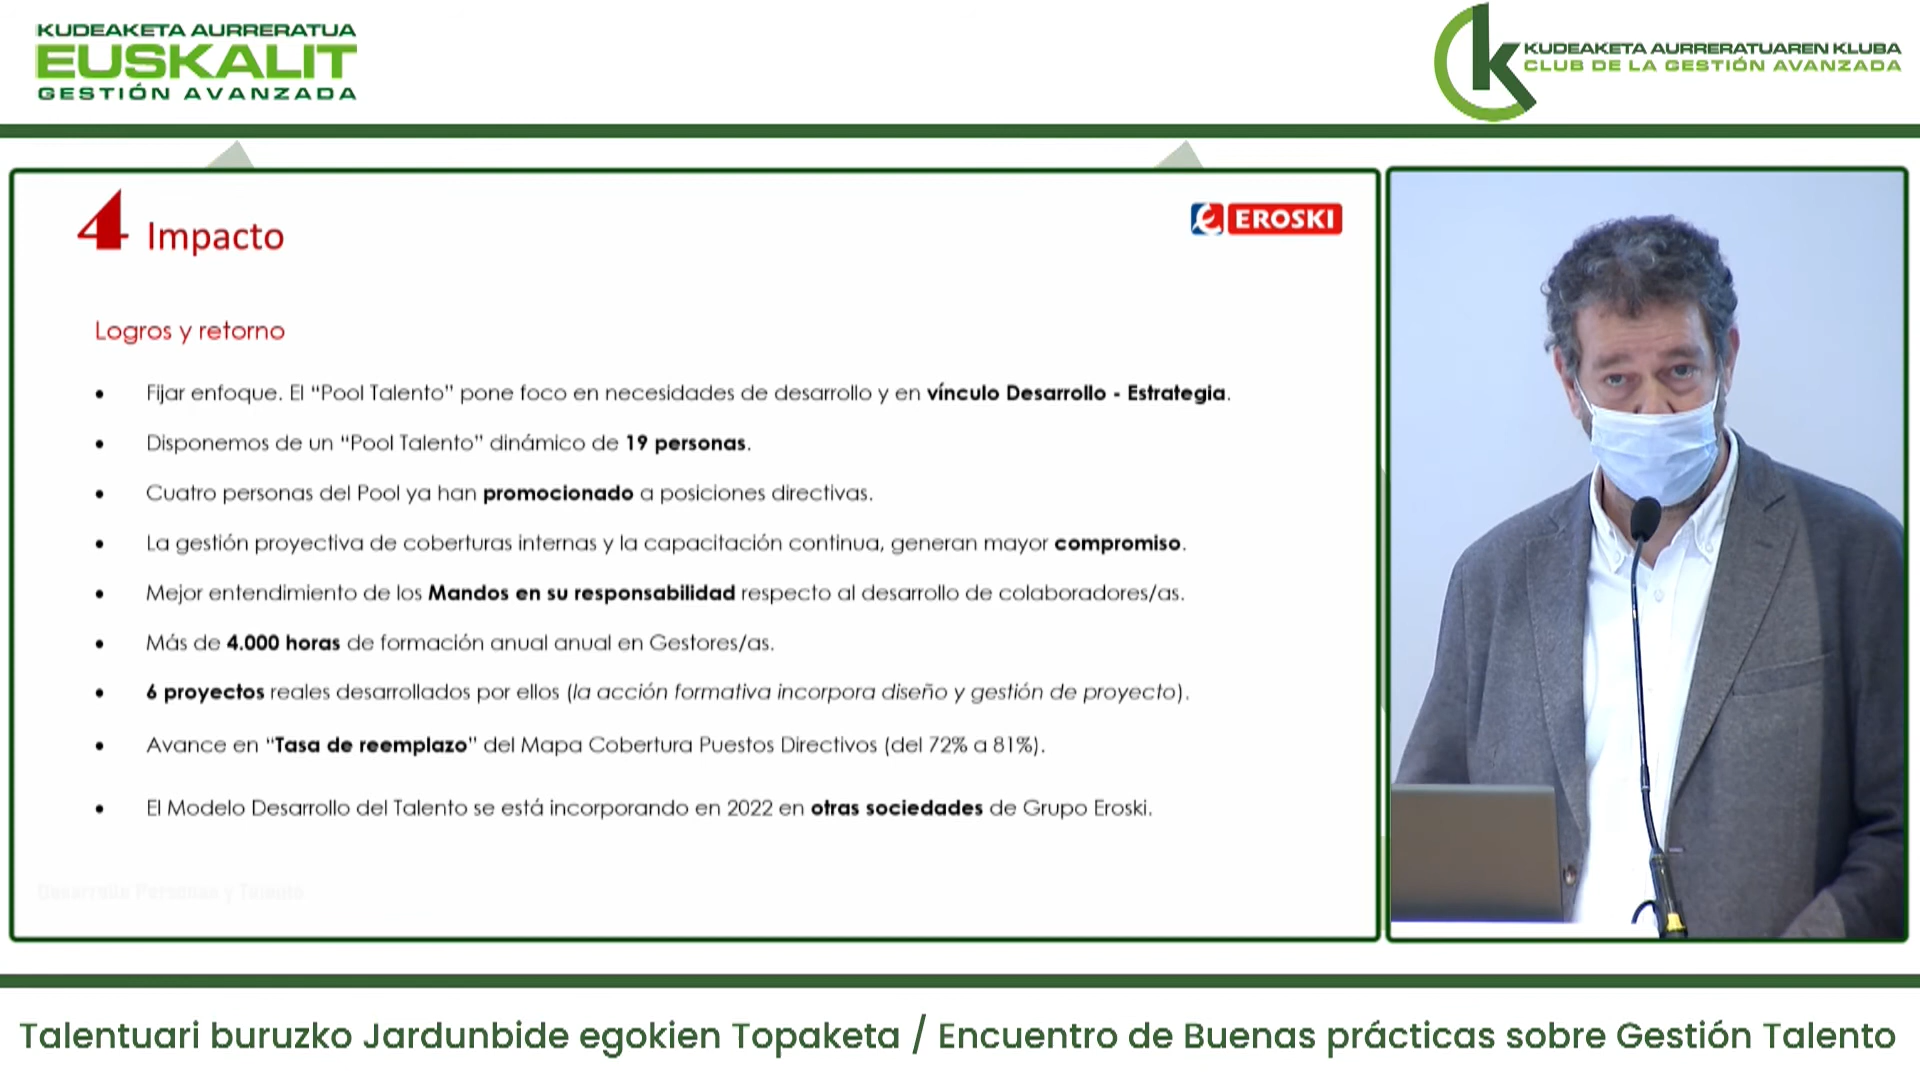 KUDEAKETA AURRERATUA
EUSKALIT
GESTIÓN AVANZADA
KUDEAKETA AURRERATUAREN KLUBA
CLUB DE LA GESTIÓN AVANZADA
4 Impacto
EROSKI
Logros y retorno
• Fijar enfoque. El “Pool Talento” pone foco en necesidades de desarrollo y en vínculo Desarrollo - Estrategia.
• Disponemos de un “Pool Talento” dinámico de 19 personas.
• Cuatro personas del Pool ya han promocionado a posiciones directivas.
• La gestión proyectiva de coberturas internas y la capacitación continua, generan mayor compromiso.
• Mejor entendimiento de los Mandos en su responsabilidad respecto al desarrollo de colaboradores/as.
• Más de 4.000 horas de formación anual anual en Gestores/as.
• 6 proyectos reales desarrollados por ellos (la acción formativa incorpora diseño y gestión de proyecto).
• Avance en “Tasa de reemplazo” del Mapa Cobertura Puestos Directivos (del 72% a 81%).
• El Modelo Desarrollo del Talento se está incorporando en 2022 en otras sociedades de Grupo Eroski.
Desarrollo Personas y Talento
Talentuari buruzko Jardunbide egokien Topaketa / Encuentro de Buenas prácticas sobre Gestión Talento